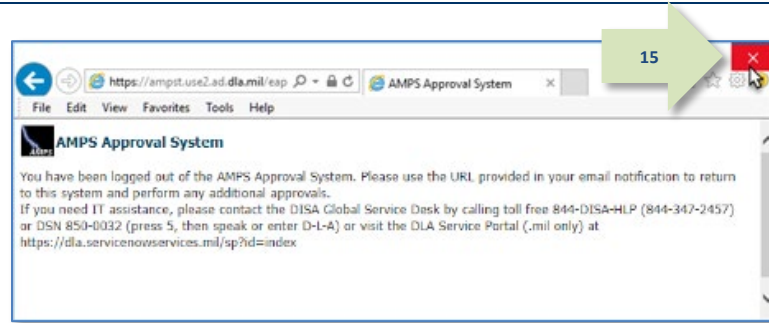 15
https://ampst.use2.ad.dla.mil/eap
AMPS Approval System
File Edit View Favorites Tools Help
AMPS
AMPS Approval System
You have been logged out of the AMPS Approval System. Please use the URL provided in your email notification to return
to this system and perform any additional approvals.
If you need IT assistance, please contact the DISA Global Service Desk by calling toll free 844-DISA-HLP (844-347-2457)
or DSN 850-0032 (press 5, then speak or enter D-L-A) or visit the DLA Service Portal (.mil only) at
https://dla.servicenowservices.mil/sp?id=index